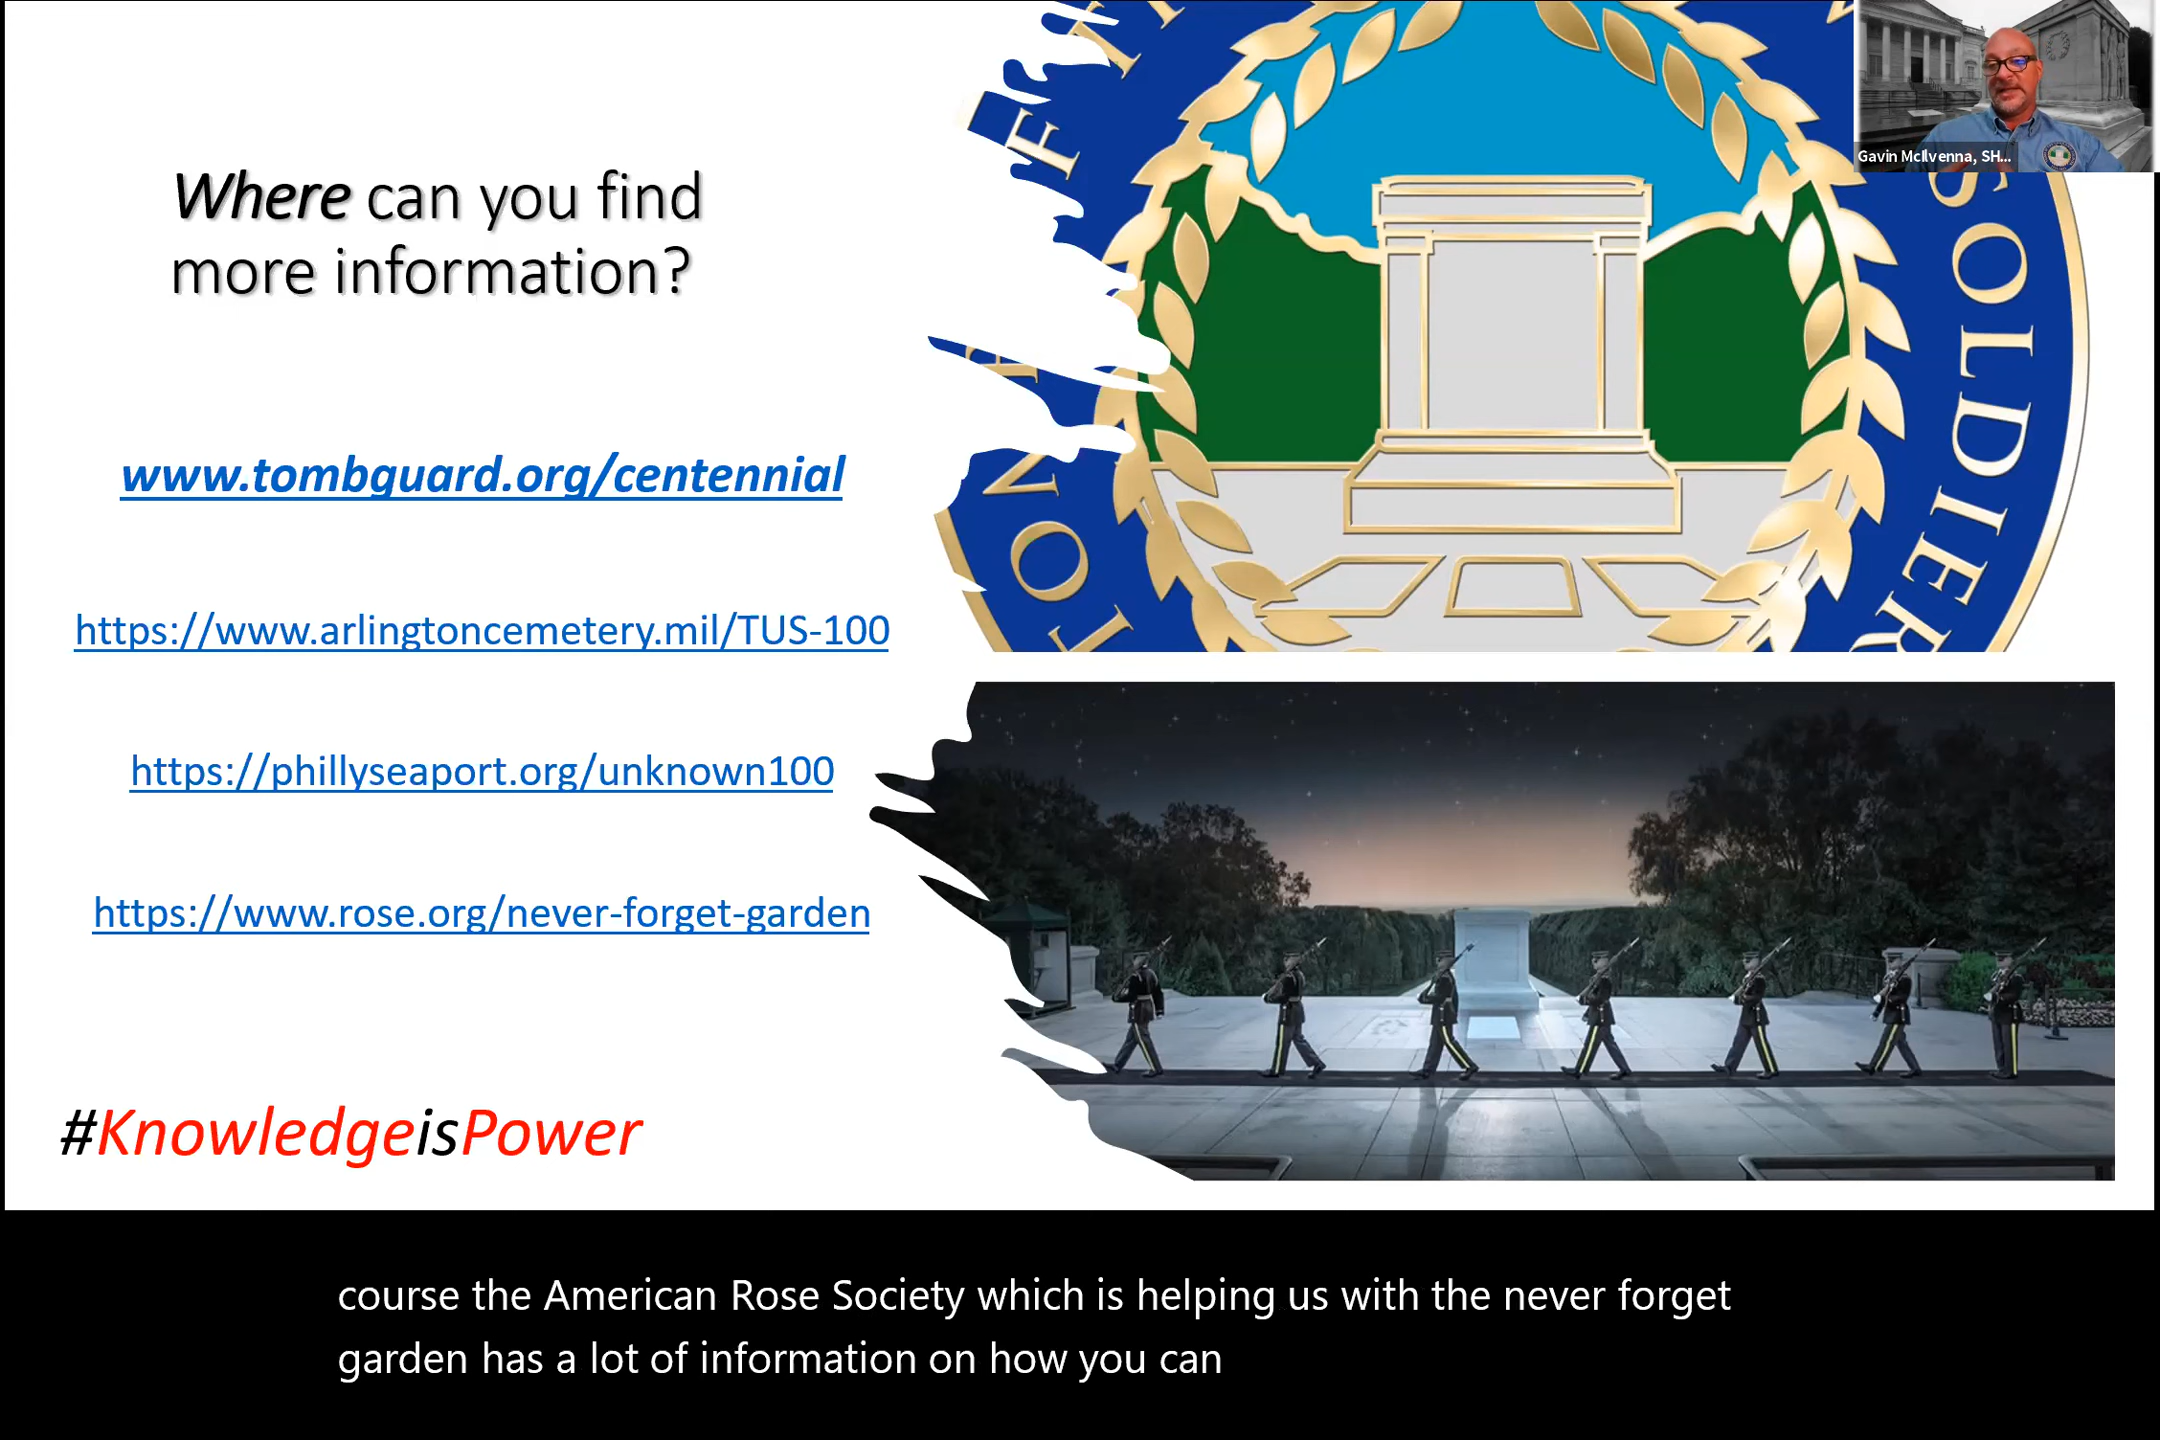 Where can you find
more information?
www.tombguard.org/centennial
https://www.arlingtoncemetery.mil/TUS-100
https://phillyseaport.org/unknown100
https://www.rose.org/never-forget-garden
#KnowledgeisPower
SOLDIER
Gavin McIlvenna, SH...
course the American Rose Society which is helping us with the never forget
garden has a lot of information on how you can